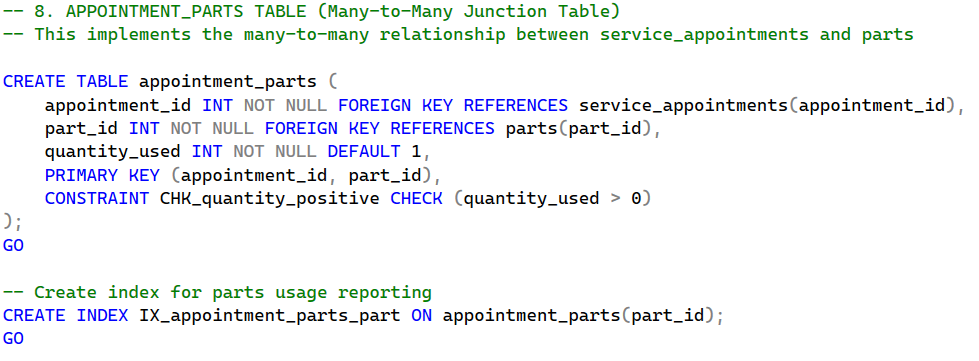 -- 8. APPOINTMENT_PARTS TABLE (Many-to-Many Junction Table)
-- This implements the many-to-many relationship between service_appointments and parts
CREATE TABLE appointment_parts (
    appointment_id INT NOT NULL FOREIGN KEY REFERENCES service_appointments(appointment_id),
    part_id INT NOT NULL FOREIGN KEY REFERENCES parts(part_id),
    quantity_used INT NOT NULL DEFAULT 1,
    PRIMARY KEY (appointment_id, part_id),
    CONSTRAINT CHK_quantity_positive CHECK (quantity_used > 0)
);
GO
-- Create index for parts usage reporting
CREATE INDEX IX_appointment_parts_part ON appointment_parts(part_id);
GO